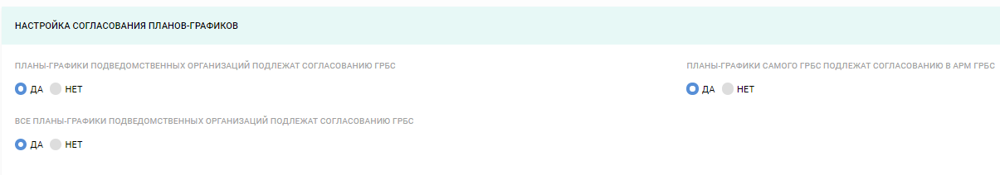 НАСТРОЙКА СОГЛАСОВАНИЯ ПЛАНОВ-ГРАФИКОВ
ПЛАНЫ-ГРАФИКИ ПОДВЕДОМСТВЕННЫХ ОРГАНИЗАЦИЙ ПОДЛЕЖАТ СОГЛАСОВАНИЮ ГРБС
ДА НЕТ
ПЛАНЫ-ГРАФИКИ САМОГО ГРБС ПОДЛЕЖАТ СОГЛАСОВАНИЮ В АРМ ГРБС
ДА НЕТ
ВСЕ ПЛАНЫ-ГРАФИКИ ПОДВЕДОМСТВЕННЫХ ОРГАНИЗАЦИЙ ПОДЛЕЖАТ СОГЛАСОВАНИЮ ГРБС
ДА НЕТ